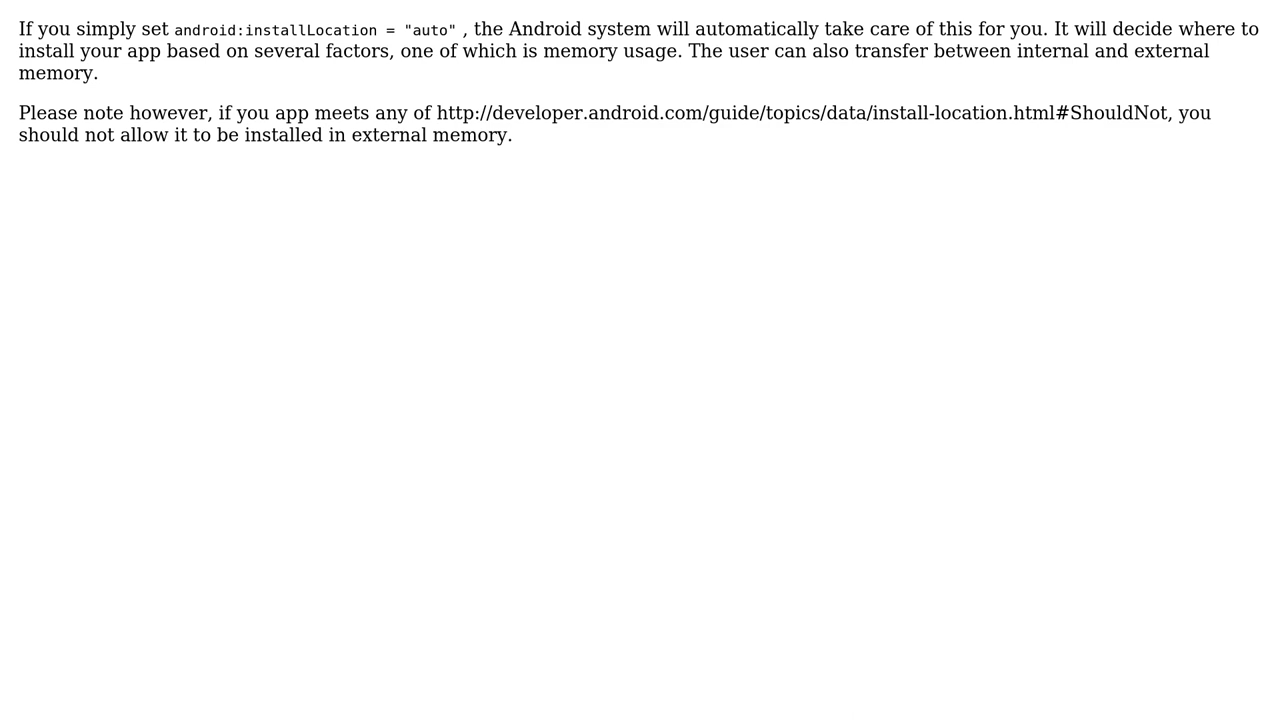 If you simply set android:installLocation = "auto" , the Android system will automatically take care of this for you. It will decide where to
install your app based on several factors, one of which is memory usage. The user can also transfer between internal and external
memory.
Please note however, if you app meets any of http://developer.android.com/guide/topics/data/install-location.html#ShouldNot, you
should not allow it to be installed in external memory.